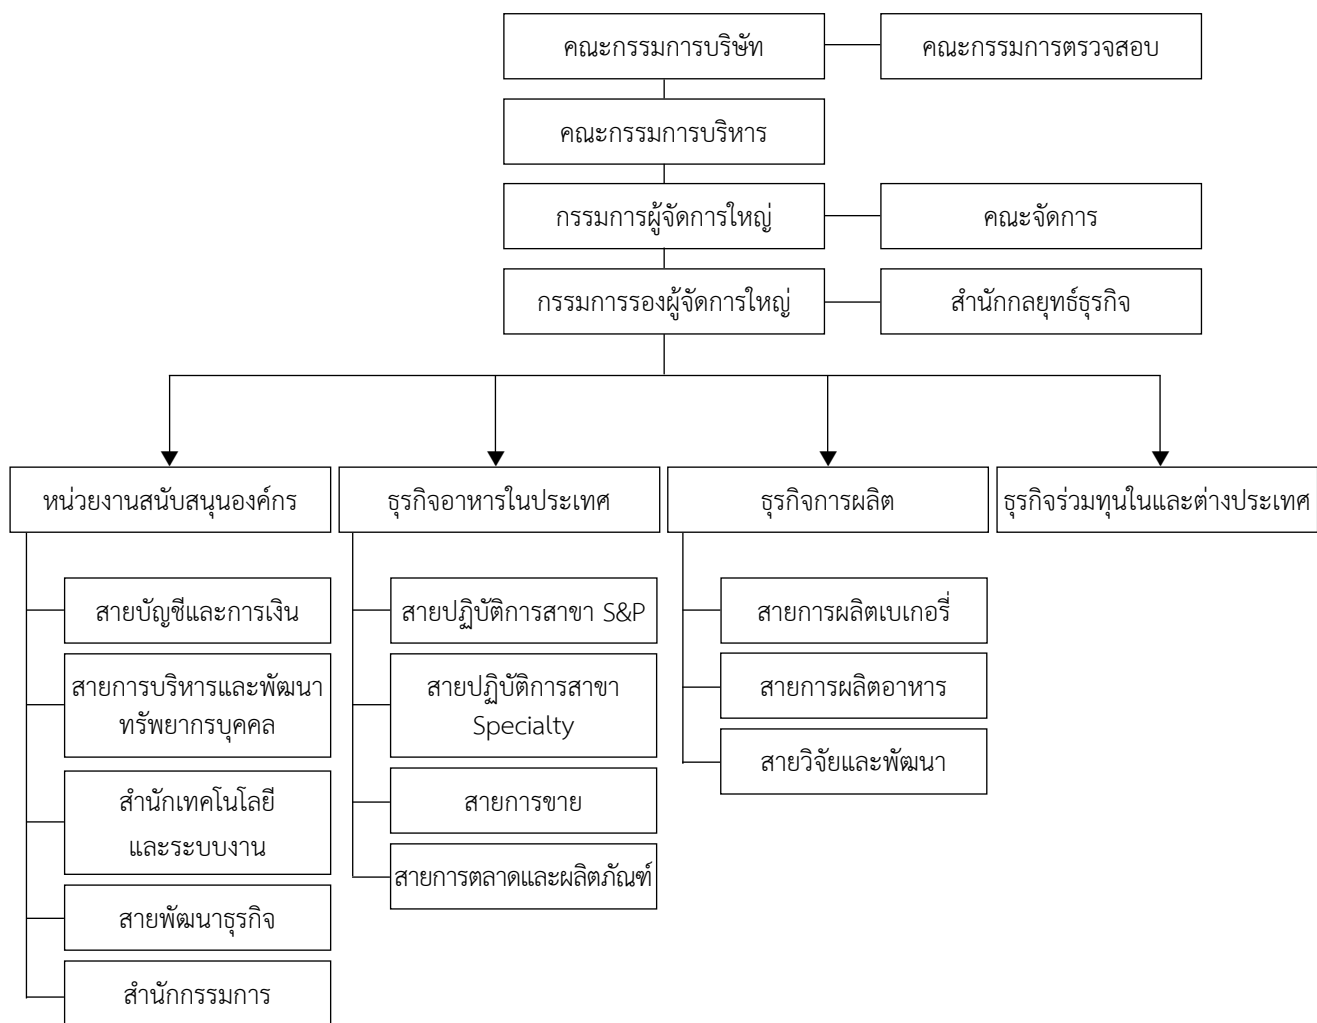 คณะกรรมการบริษัท
คณะกรรมการตรวจสอบ
คณะกรรมการบริหาร
กรรมการผู้จัดการใหญ่
คณะจัดการ
กรรมการรองผู้จัดการใหญ่
สำนักกลยุทธ์ธุรกิจ
หน่วยงานสนับสนุนองค์กร
ธุรกิจอาหารในประเทศ
ธุรกิจการผลิต
ธุรกิจร่วมทุนในและต่างประเทศ
สายบัญชีและการเงิน
สายการบริหารและพัฒนา
ทรัพยากรบุคคล
สำนักเทคโนโลยี
และระบบงาน
สายพัฒนาธุรกิจ
สำนักกรรมการ
สายปฏิบัติการสาขา S&P
สายปฏิบัติการสาขา
Specialty
สายการขาย
สายการตลาดและผลิตภัณฑ์
สายการผลิตเบเกอรี่
สายการผลิตอาหาร
สายวิจัยและพัฒนา